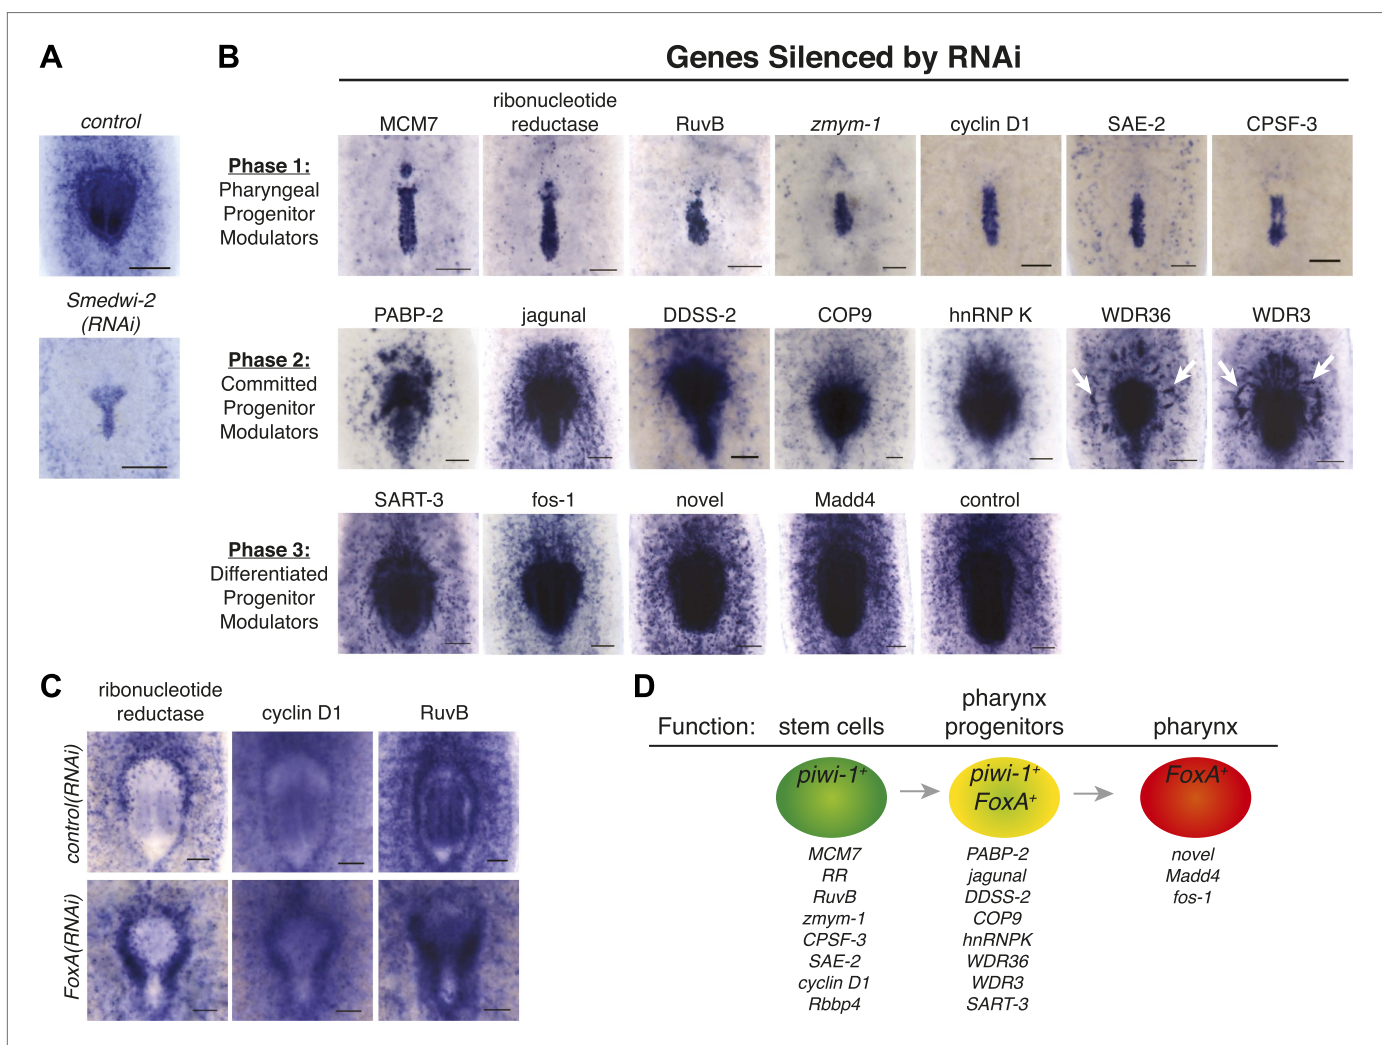 A
control
Smedwi-2
(RNAi)
B
Genes Silenced by RNAi
Phase 1:
Pharyngeal
Progenitor
Modulators
MCM7
ribonucleotide
reductase
RuvB
zmym-1
cyclin D1
SAE-2
CPSF-3
Phase 2:
Committed
Progenitor
Modulators
PABP-2
jagunal
DDSS-2
COP9
hnRNP K
WDR36
WDR3
Phase 3:
Differentiated
Progenitor
Modulators
SART-3
fos-1
novel
Madd4
control
C
ribonucleotide
reductase
cyclin D1
RuvB
control(RNAi)
FoxA(RNAi)
D
Function:
stem cells
pharynx
progenitors
pharynx
piwi-1+
piwi-1+
FoxA+
FoxA+
MCM7
RR
RuvB
zmym-1
CPSF-3
SAE-2
cyclin D1
Rbbp4
PABP-2
jagunal
DDSS-2
COP9
hnRNPK
WDR36
WDR3
SART-3
novel
Madd4
fos-1